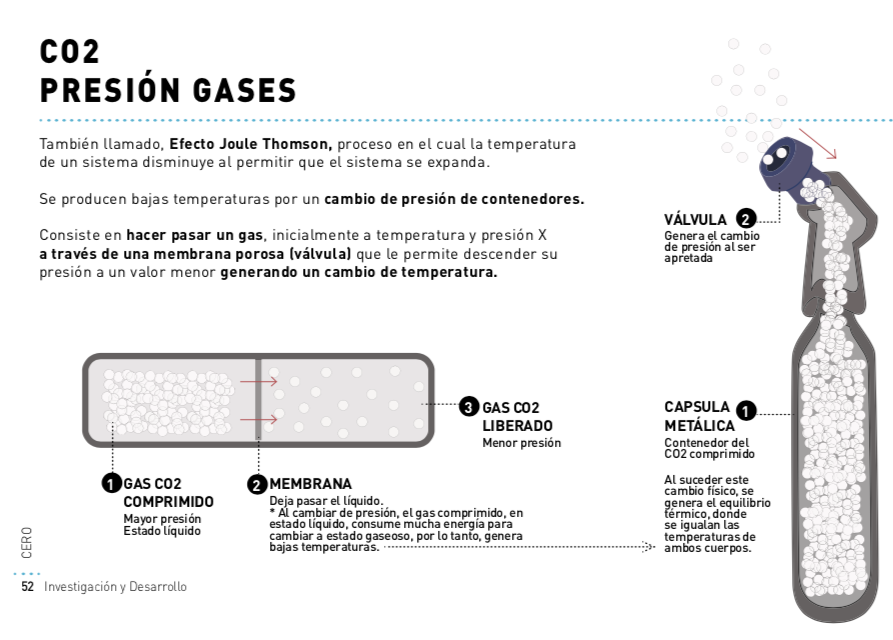 CO2
PRESIÓN GASES
También llamado, Efecto Joule Thomson, proceso en el cual la temperatura
de un sistema disminuye al permitir que el sistema se expanda.
Se producen bajas temperaturas por un cambio de presión de contenedores.
Consiste en hacer pasar un gas, inicialmente a temperatura y presión X
a través de una membrana porosa (válvula) que le permite descender su
presión a un valor menor generando un cambio de temperatura.
VÁLVULA 2
Genera el cambio
de presión al ser
apretada
3 GAS CO2
LIBERADO
Menor presión
CAPSULA 1
METÁLICA
Contenedor del
CO2 comprimido
Al suceder este
cambio físico, se
genera el equilibrio
térmico, donde
se igualan las
temperaturas de
ambos cuerpos.
1 GAS CO2
COMPRIMIDO
Mayor presión
Estado líquido
2 MEMBRANA
Deja pasar el líquido.
* Al cambiar de presión, el gas comprimido, en
estado líquido, consume mucha energía para
cambiar a estado gaseoso, por lo tanto, genera
bajas temperaturas.
CERO
52 Investigación y Desarrollo